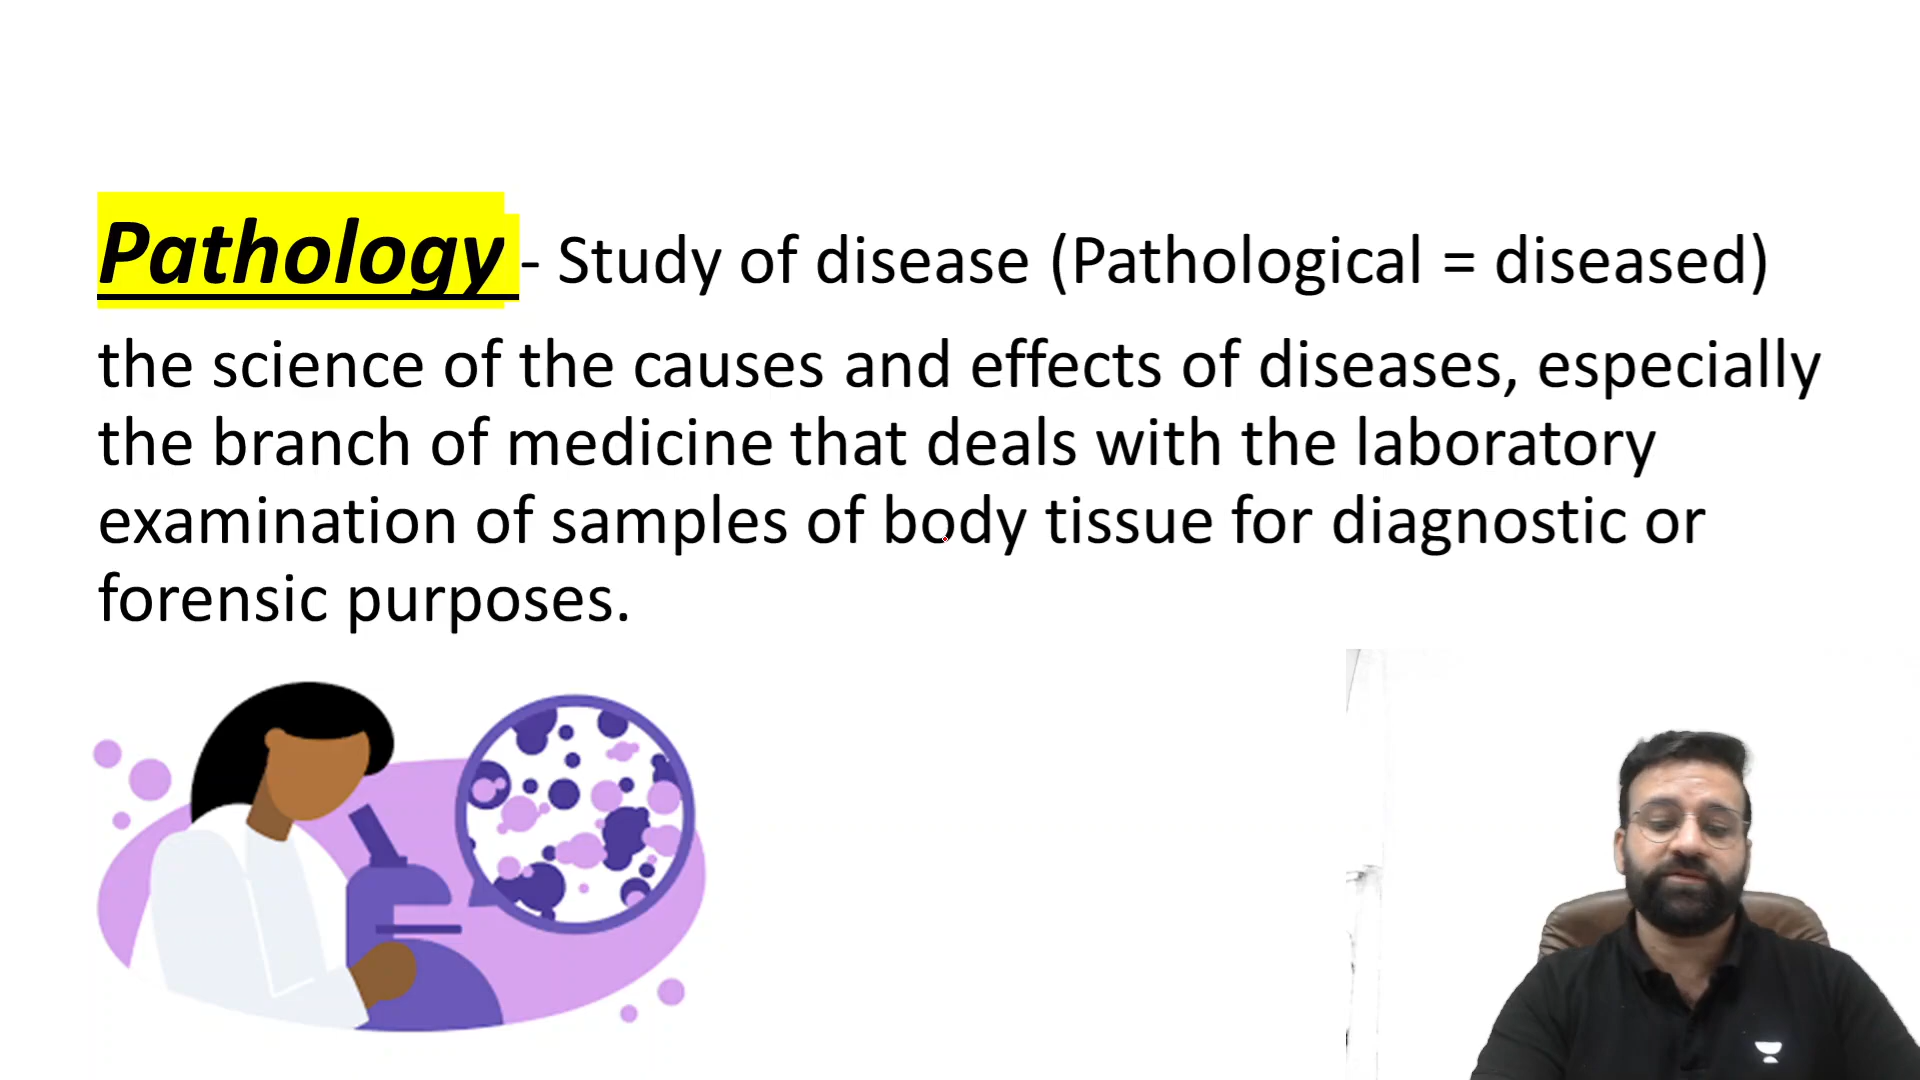 Pathology - Study of disease (Pathological = diseased)
the science of the causes and effects of diseases, especially
the branch of medicine that deals with the laboratory
examination of samples of body tissue for diagnostic or
forensic purposes.